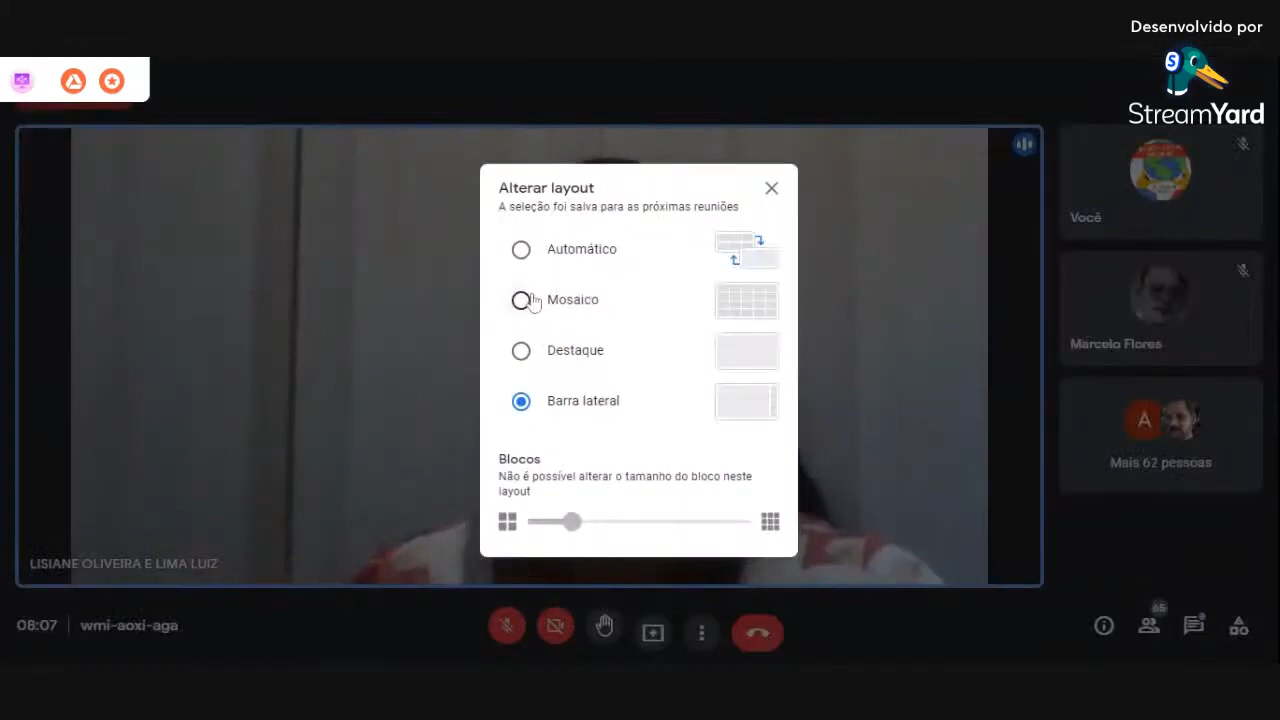 Desenvolvido por
StreamYard
Alterar layout
A seleção foi salva para as próximas reuniões
Automático
Mosaico
Destaque
Barra lateral
Blocos
Não é possível alterar o tamanho do bloco neste
layout
Você
Marcelo Flores
A
Mais 62 pessoas
LISIANE OLIVEIRA E LIMA LUIZ
08:07 | wmi-aoxi-aga
65